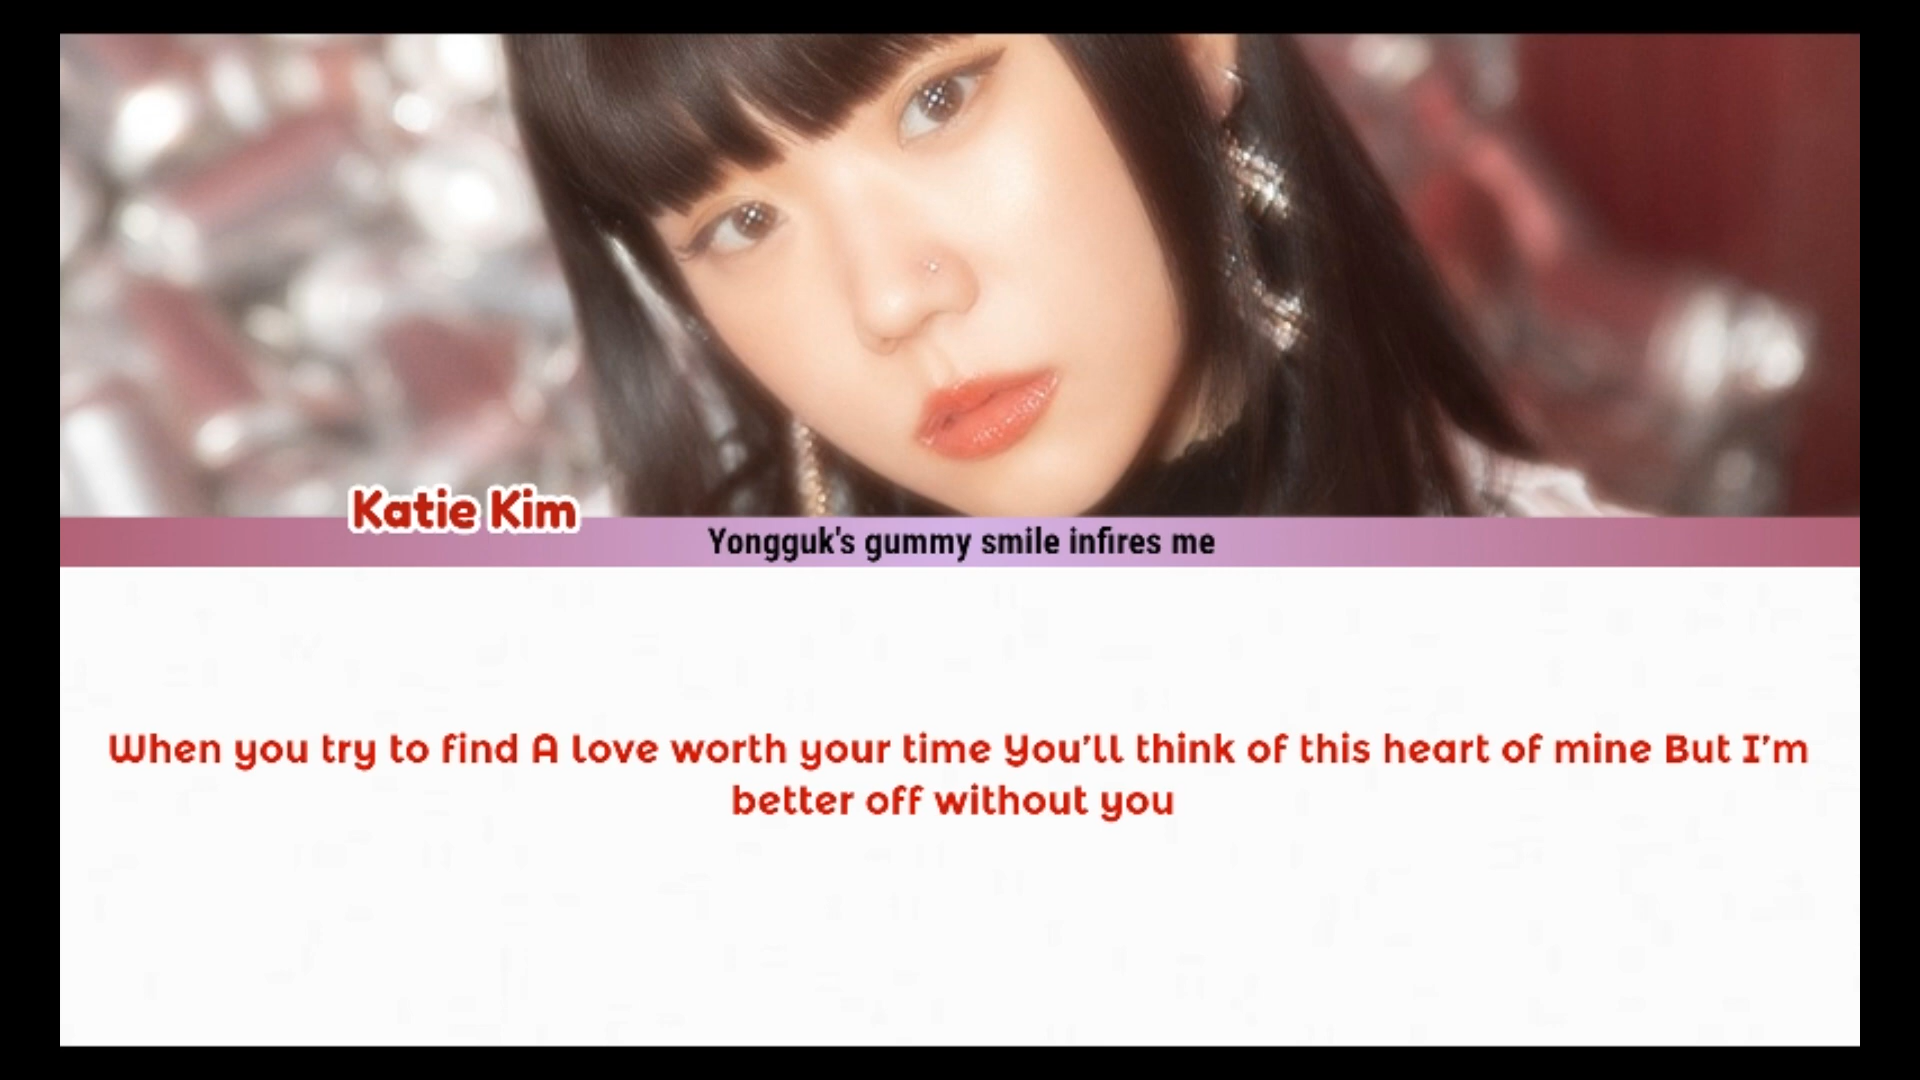 Katie Kim
Yongguk's gummy smile infires me
When you try to find A love worth your time You'll think of this heart of mine But I'm
better off without you